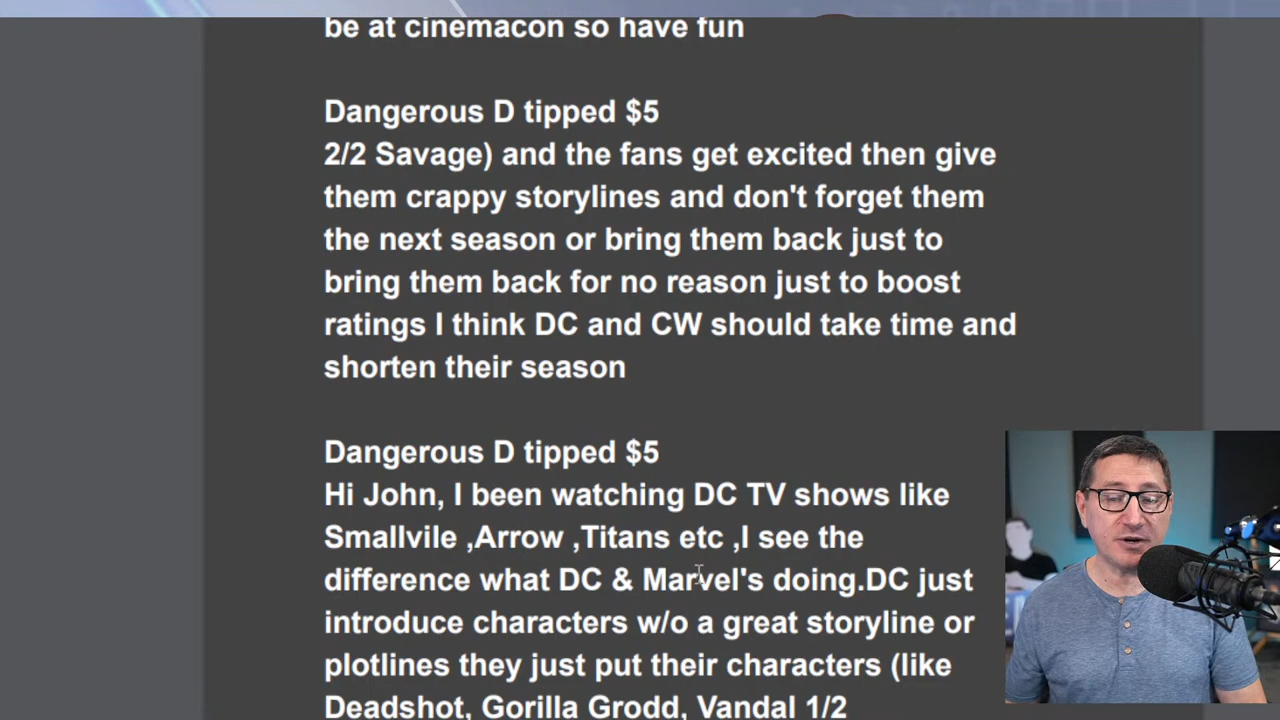 be at cinemacon so have fun
Dangerous D tipped $5
2/2 Savage) and the fans get excited then give
them crappy storylines and don't forget them
the next season or bring them back just to
bring them back for no reason just to boost
ratings I think DC and CW should take time and
shorten their season
Dangerous D tipped $5
Hi John, I been watching DC TV shows like
Smallvile ,Arrow ,Titans etc ,I see the
difference what DC & Marvel's doing.DC just
introduce characters w/o a great storyline or
plotlines they just put their characters (like
Deadshot, Gorilla Grodd, Vandal 1/2